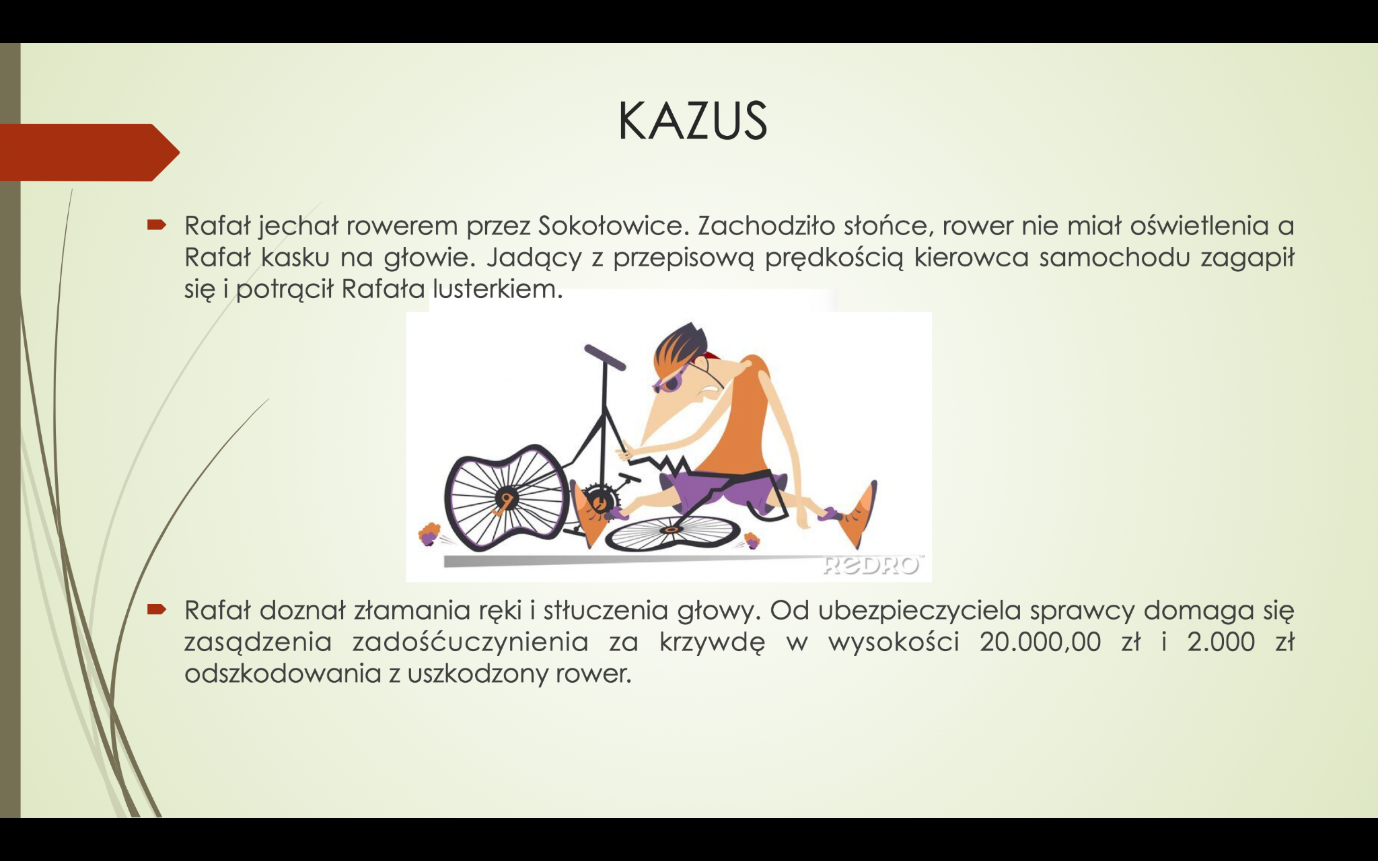 KAZUS
Rafał jechał rowerem przez Sokołowice. Zachodziło słońce, rower nie miał oświetlenia a
Rafał kasku na głowie. Jadący z przepisową prędkością kierowca samochodu zagapił
się i potrącił Rafała lusterkiem.
REDRO
Rafał doznał złamania ręki i stłuczenia głowy. Od ubezpieczyciela sprawcy domaga się
zasądzenia zadośćuczynienia za krzywdę w wysokości 20.000,00 zł i 2.000 zł
odszkodowania z uszkodzony rower.